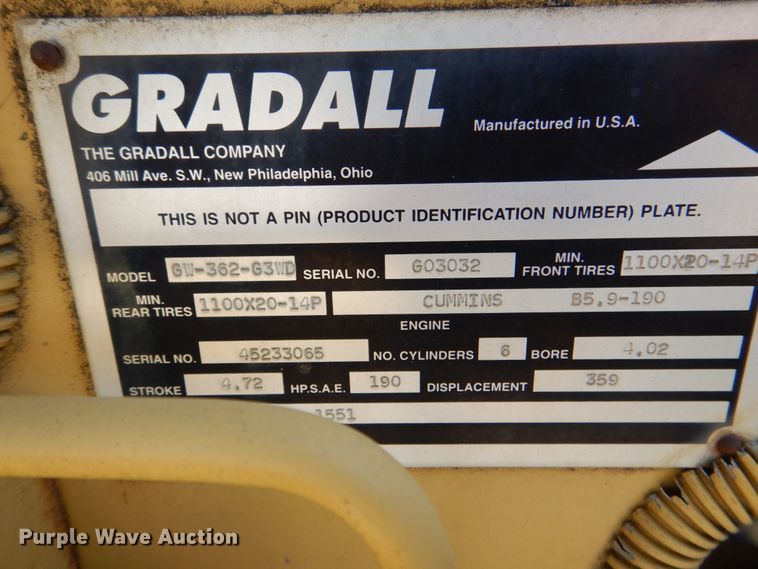 GRADALL
Manufactured in U.S.A.
THE GRADALL COMPANY
406 Mill Ave. S.W., New Philadelphia, Ohio
THIS IS NOT A PIN (PRODUCT IDENTIFICATION NUMBER) PLATE.
MODEL GW-362-G3WD SERIAL NO. G03032 MIN. FRONT TIRES 1100X20-14P
MIN. REAR TIRES 1100X20-14P CUMMINS B5.9-190
ENGINE
SERIAL NO. 45233065 NO. CYLINDERS 6 BORE 4.02
STROKE 4.72 HP.S.A.E. 190 DISPLACEMENT 359
1551
Purple Wave Auction